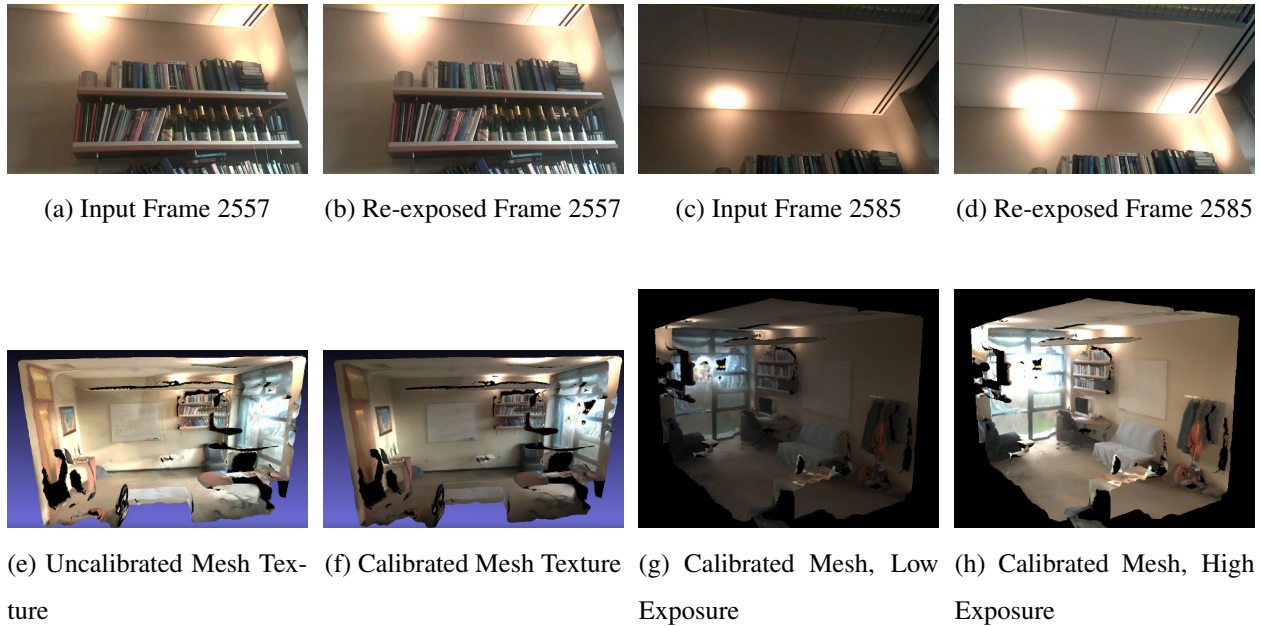 (a) Input Frame 2557
(b) Re-exposed Frame 2557
(c) Input Frame 2585
(d) Re-exposed Frame 2585
(e) Uncalibrated Mesh Tex-
ture
(f) Calibrated Mesh Texture
(g) Calibrated Mesh, Low
Exposure
(h) Calibrated Mesh, High
Exposure